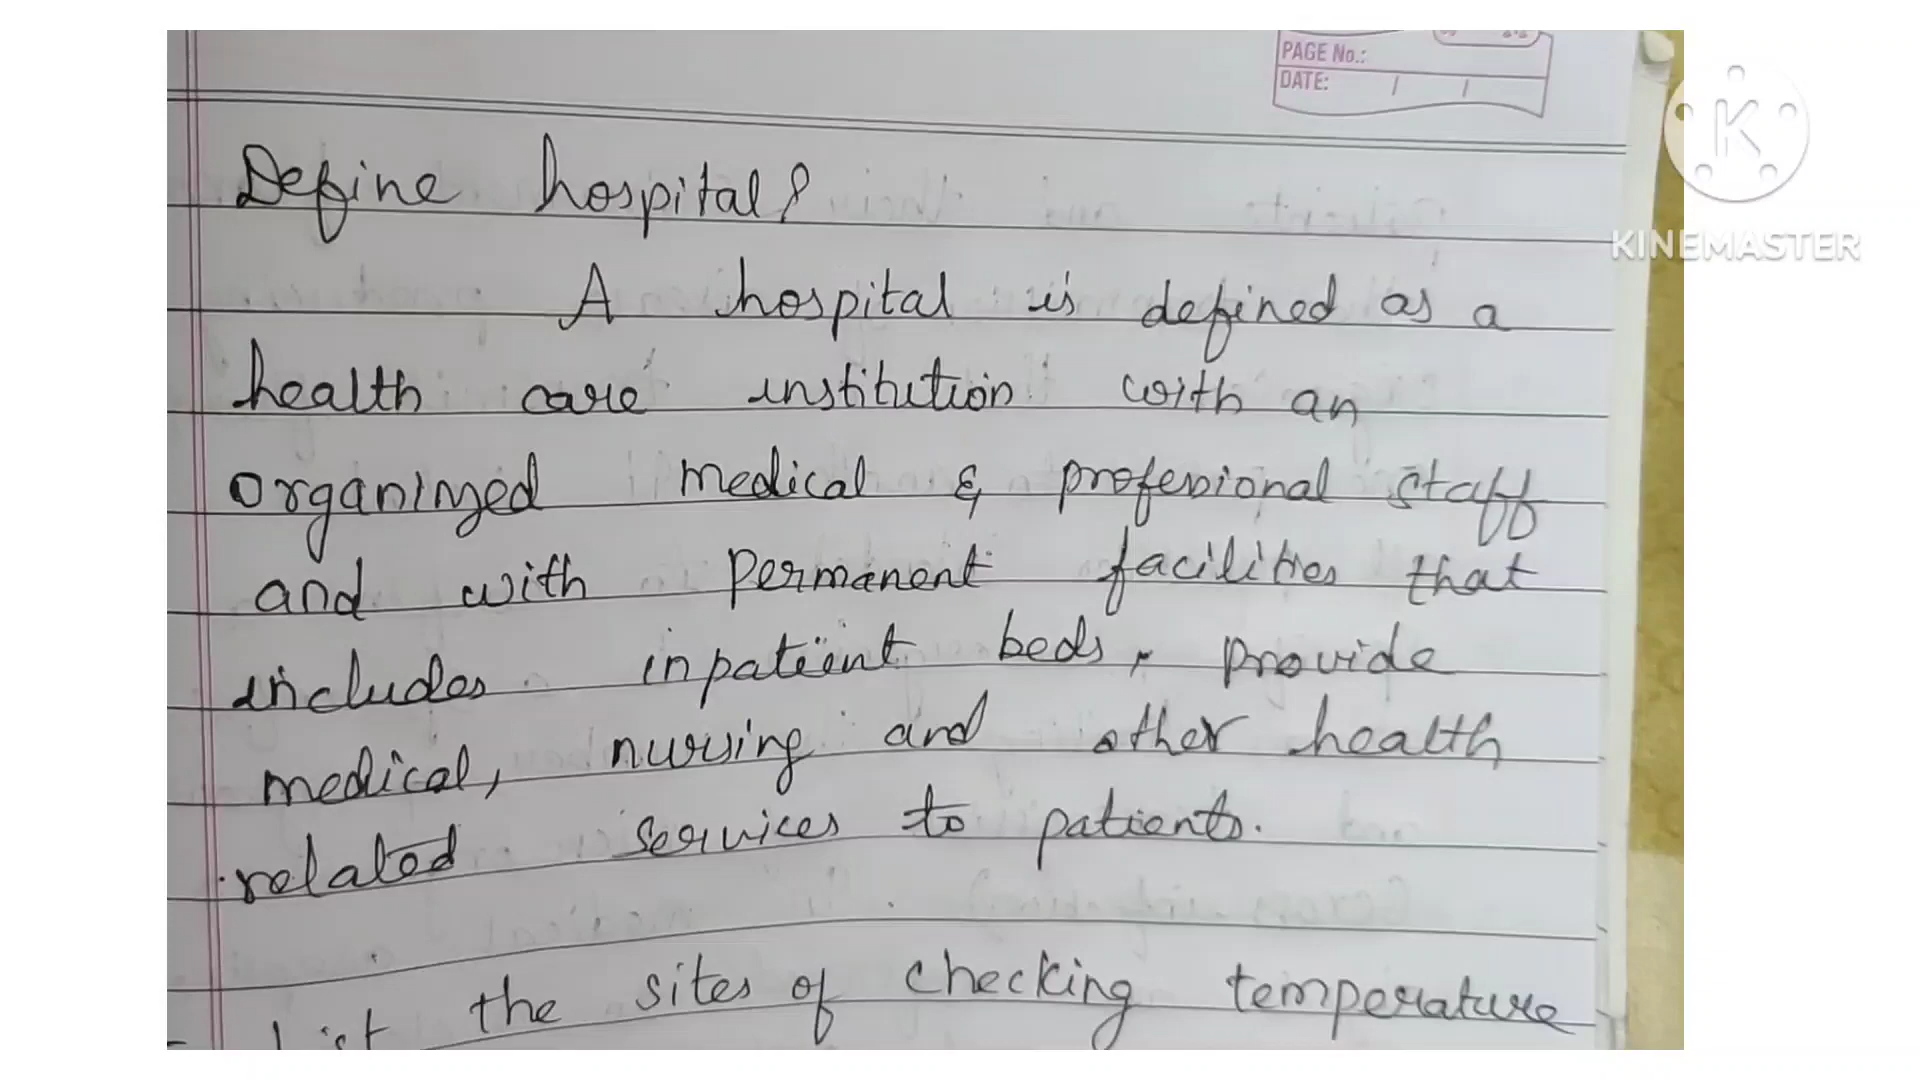 PAGE No.:
DATE: / /
Define hospital?
A hospital is defined as a
health care institution with an
organized medical & professional staff
and with permanent facilities that
includes inpatient beds, provide
medical, nursing and other health
related services to patients.
List the sites of checking temperature
KINEMASTER